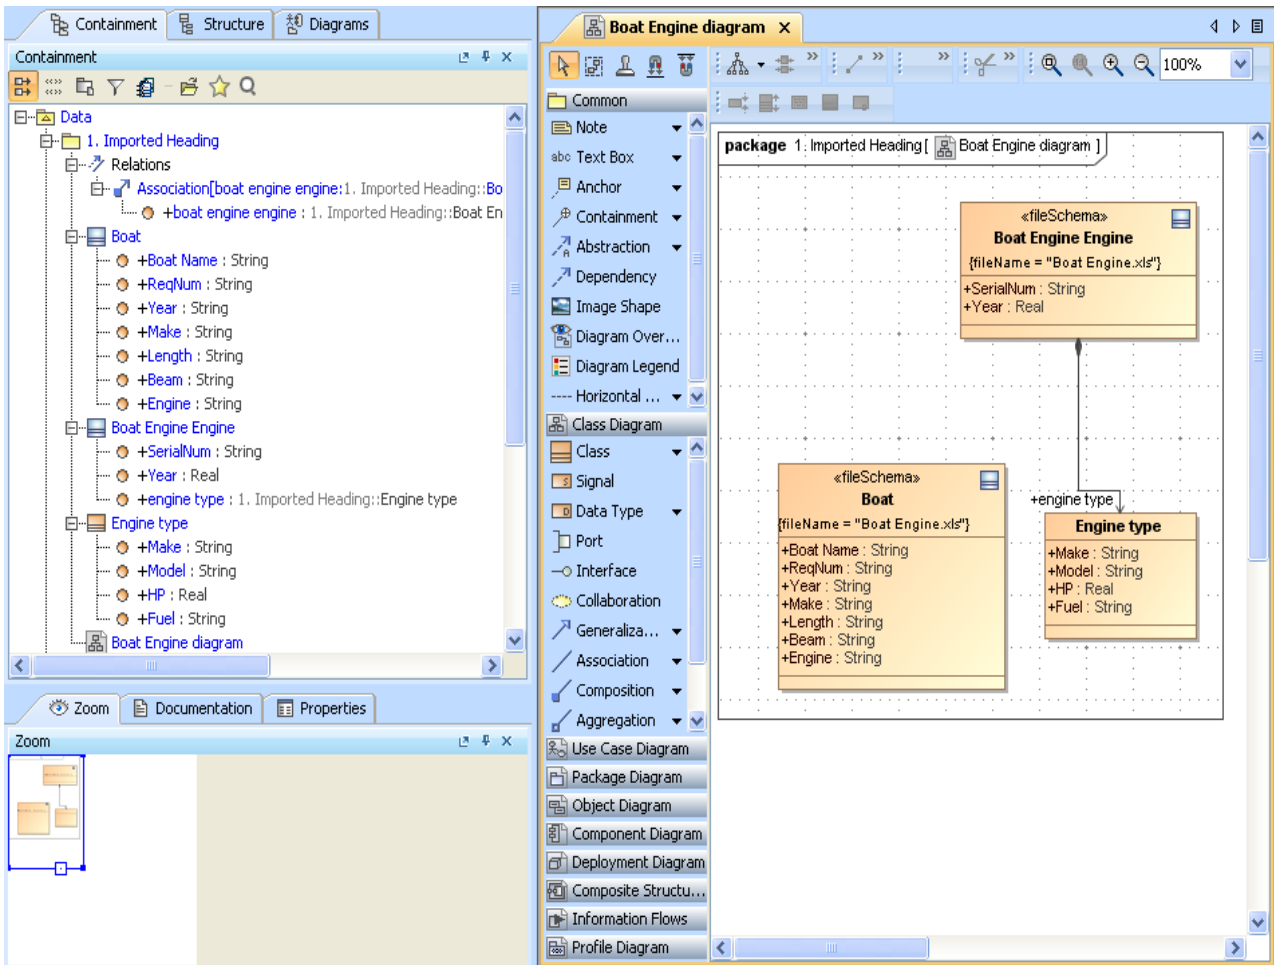 Containment
Structure
Diagrams
Containment
Data
1. Imported Heading
Relations
Association[boat engine engine:1. Imported Heading::Bo
+boat engine engine : 1. Imported Heading::Boat En
Boat
+Boat Name : String
+ReqNum : String
+Year : String
+Make : String
+Length : String
+Beam : String
+Engine : String
Boat Engine Engine
+SerialNum : String
+Year : Real
+engine type : 1. Imported Heading::Engine type
Engine type
+Make : String
+Model : String
+HP : Real
+Fuel : String
Boat Engine diagram
Zoom
Documentation
Properties
Zoom
Boat Engine diagram
100%
Common
Note
abc Text Box
Anchor
Containment
Abstraction
Dependency
Image Shape
Diagram Over...
Diagram Legend
Horizontal ...
Class Diagram
Class
Signal
Data Type
Port
Interface
Collaboration
Generaliza...
Association
Composition
Aggregation
Use Case Diagram
Package Diagram
Object Diagram
Component Diagram
Deployment Diagram
Composite Structu...
Information Flows
Profile Diagram
package 1. Imported Heading [ Boat Engine diagram ]
«fileSchema»
Boat Engine Engine
{fileName = "Boat Engine.xls"}
+SerialNum : String
+Year : Real
«fileSchema»
Boat
{fileName = "Boat Engine.xls"}
+Boat Name : String
+ReqNum : String
+Year : String
+Make : String
+Length : String
+Beam : String
+Engine : String
+engine type
Engine type
+Make : String
+Model : String
+HP : Real
+Fuel : String